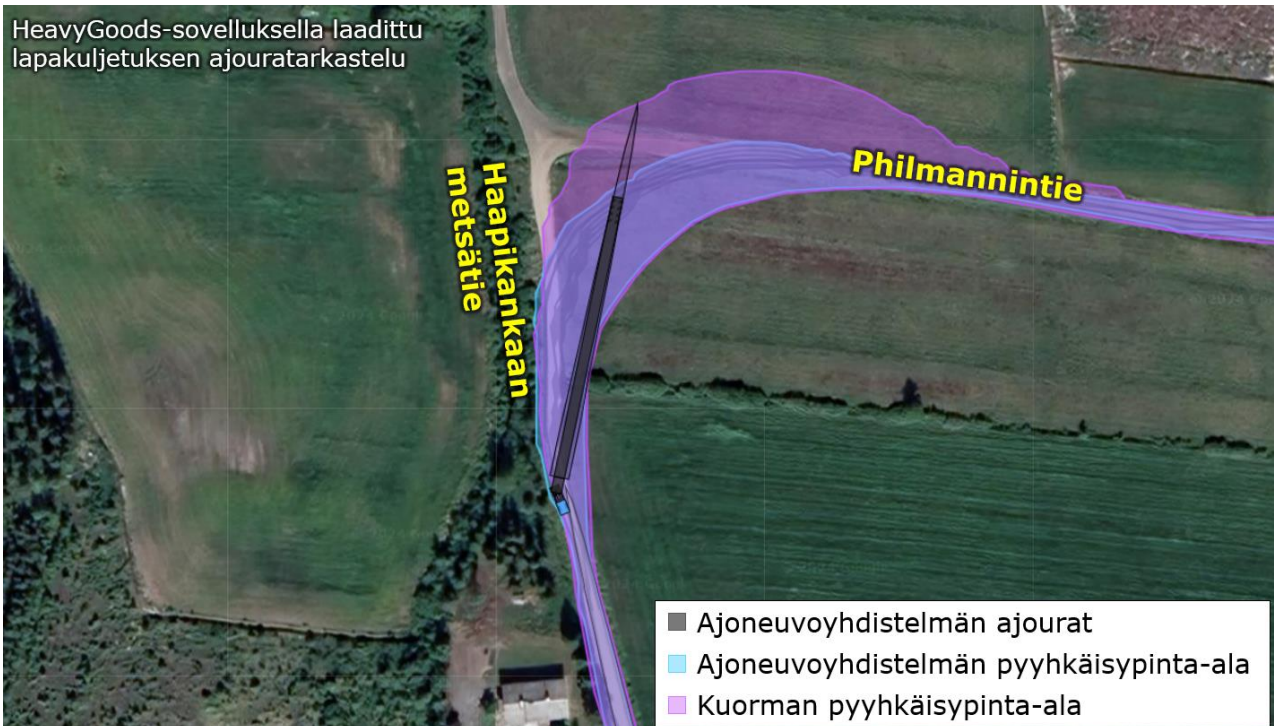 HeavyGoods-sovelluksella laadittu
lapakuljetuksen ajouratarkastelu
Philmannintie
Haapikankaan
metsätie
Ajoneuvoyhdistelmän ajourat
Ajoneuvoyhdistelmän pyyhkäisypinta-ala
Kuorman pyyhkäisypinta-ala